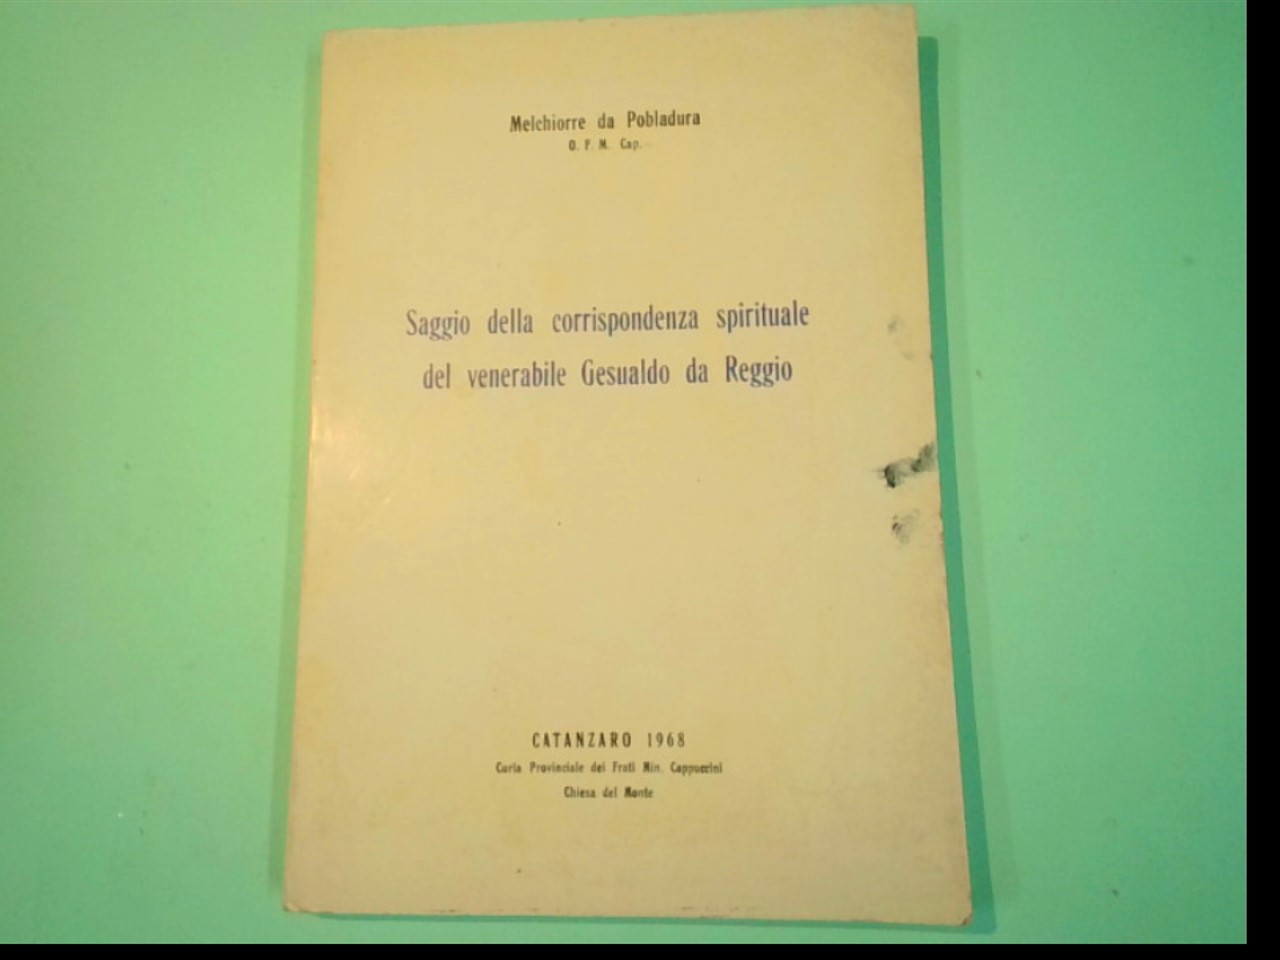 Melchiorre da Pobladura
O. F. M. Cap.
Saggio della corrispondenza spirituale
del venerabile Gesualdo da Reggio
CATANZARO 1968
Curia Provinciale dei Frati Min. Cappuccini
Chiesa del Monte